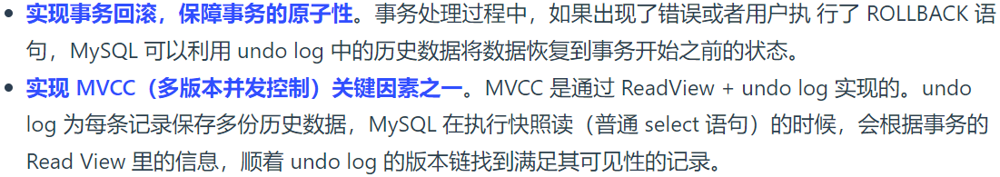 • 实现事务回滚，保障事务的原子性。事务处理过程中，如果出现了错误或者用户执 行了 ROLLBACK 语
句，MySQL 可以利用 undo log 中的历史数据将数据恢复到事务开始之前的状态。
• 实现 MVCC（多版本并发控制）关键因素之一。MVCC 是通过 ReadView + undo log 实现的。undo
log 为每条记录保存多份历史数据，MySQL 在执行快照读（普通 select 语句）的时候，会根据事务的
Read View 里的信息，顺着 undo log 的版本链找到满足其可见性的记录。